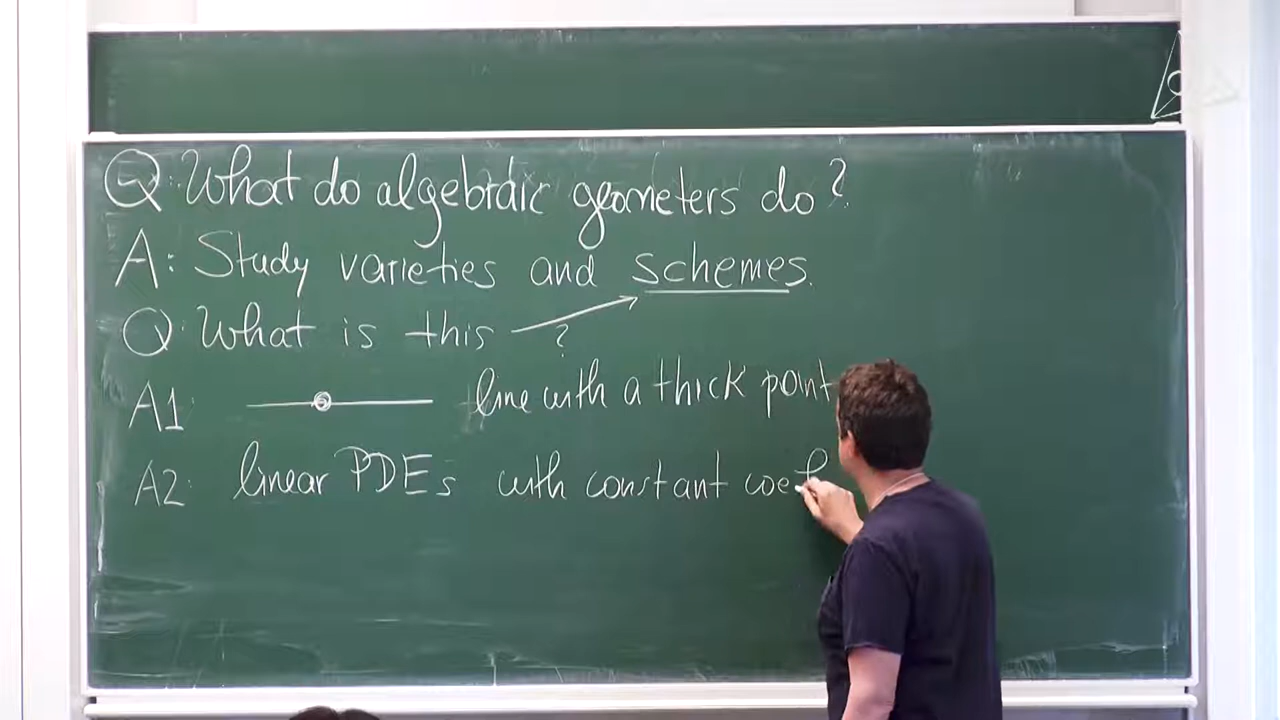 Q: What do algebraic geometers do?
A: Study varieties and schemes.
Q: What is this ?
A1: line with a thick point
A2: linear PDEs with constant coef